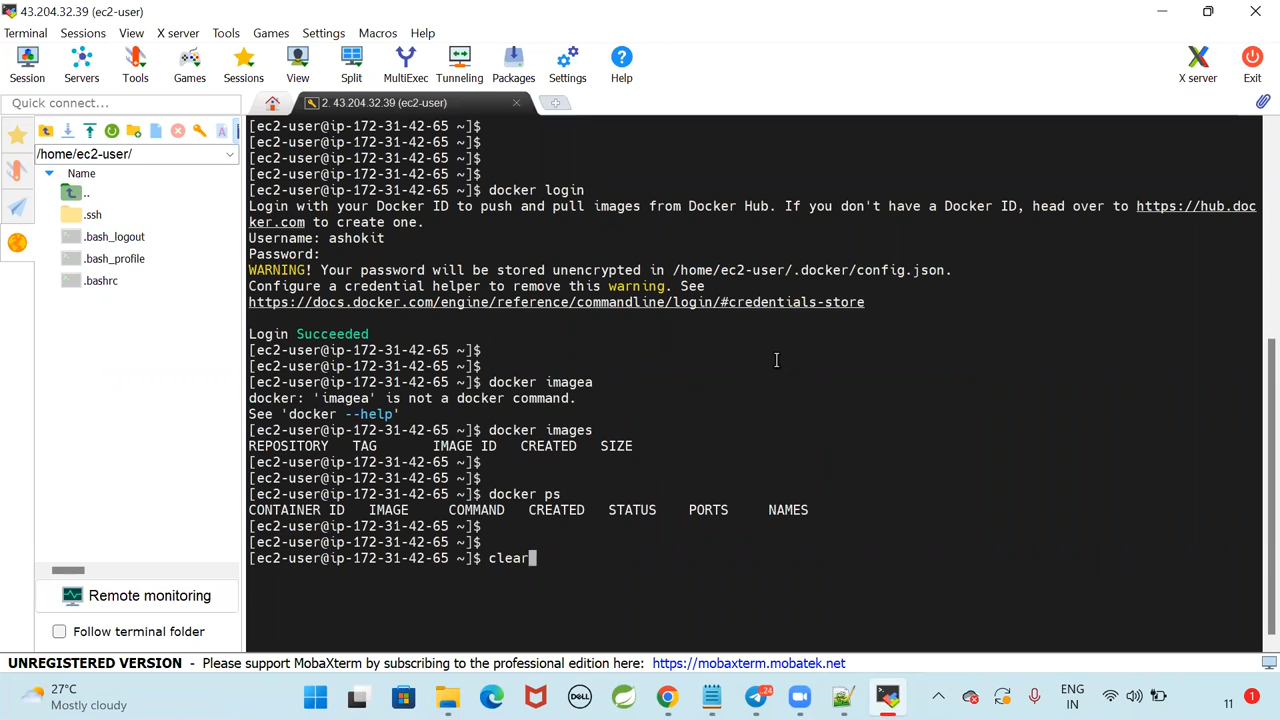 43.204.32.39 (ec2-user)
Terminal Sessions View X server Tools Games Settings Macros Help
Session Servers Tools Games Sessions View Split MultiExec Tunneling Packages Settings Help X server Exit
Quick connect...
2. 43.204.32.39 (ec2-user)
/home/ec2-user/
Name
..
.ssh
.bash_logout
.bash_profile
.bashrc
Remote monitoring
Follow terminal folder
[ec2-user@ip-172-31-42-65 ~]$
[ec2-user@ip-172-31-42-65 ~]$
[ec2-user@ip-172-31-42-65 ~]$
[ec2-user@ip-172-31-42-65 ~]$
[ec2-user@ip-172-31-42-65 ~]$ docker login
Login with your Docker ID to push and pull images from Docker Hub. If you don't have a Docker ID, head over to https://hub.doc
ker.com to create one.
Username: ashokit
Password:
WARNING! Your password will be stored unencrypted in /home/ec2-user/.docker/config.json.
Configure a credential helper to remove this warning. See
https://docs.docker.com/engine/reference/commandline/login/#credentials-store
Login Succeeded
[ec2-user@ip-172-31-42-65 ~]$
[ec2-user@ip-172-31-42-65 ~]$
[ec2-user@ip-172-31-42-65 ~]$ docker imagea
docker: 'imagea' is not a docker command.
See 'docker --help'
[ec2-user@ip-172-31-42-65 ~]$ docker images
REPOSITORY TAG IMAGE ID CREATED SIZE
[ec2-user@ip-172-31-42-65 ~]$
[ec2-user@ip-172-31-42-65 ~]$
[ec2-user@ip-172-31-42-65 ~]$ docker ps
CONTAINER ID IMAGE COMMAND CREATED STATUS PORTS NAMES
[ec2-user@ip-172-31-42-65 ~]$
[ec2-user@ip-172-31-42-65 ~]$
[ec2-user@ip-172-31-42-65 ~]$ clear
UNREGISTERED VERSION - Please support MobaXterm by subscribing to the professional edition here: https://mobaxterm.mobatek.net
27°C
Mostly cloudy
DELL
24
ENG
IN
11
1